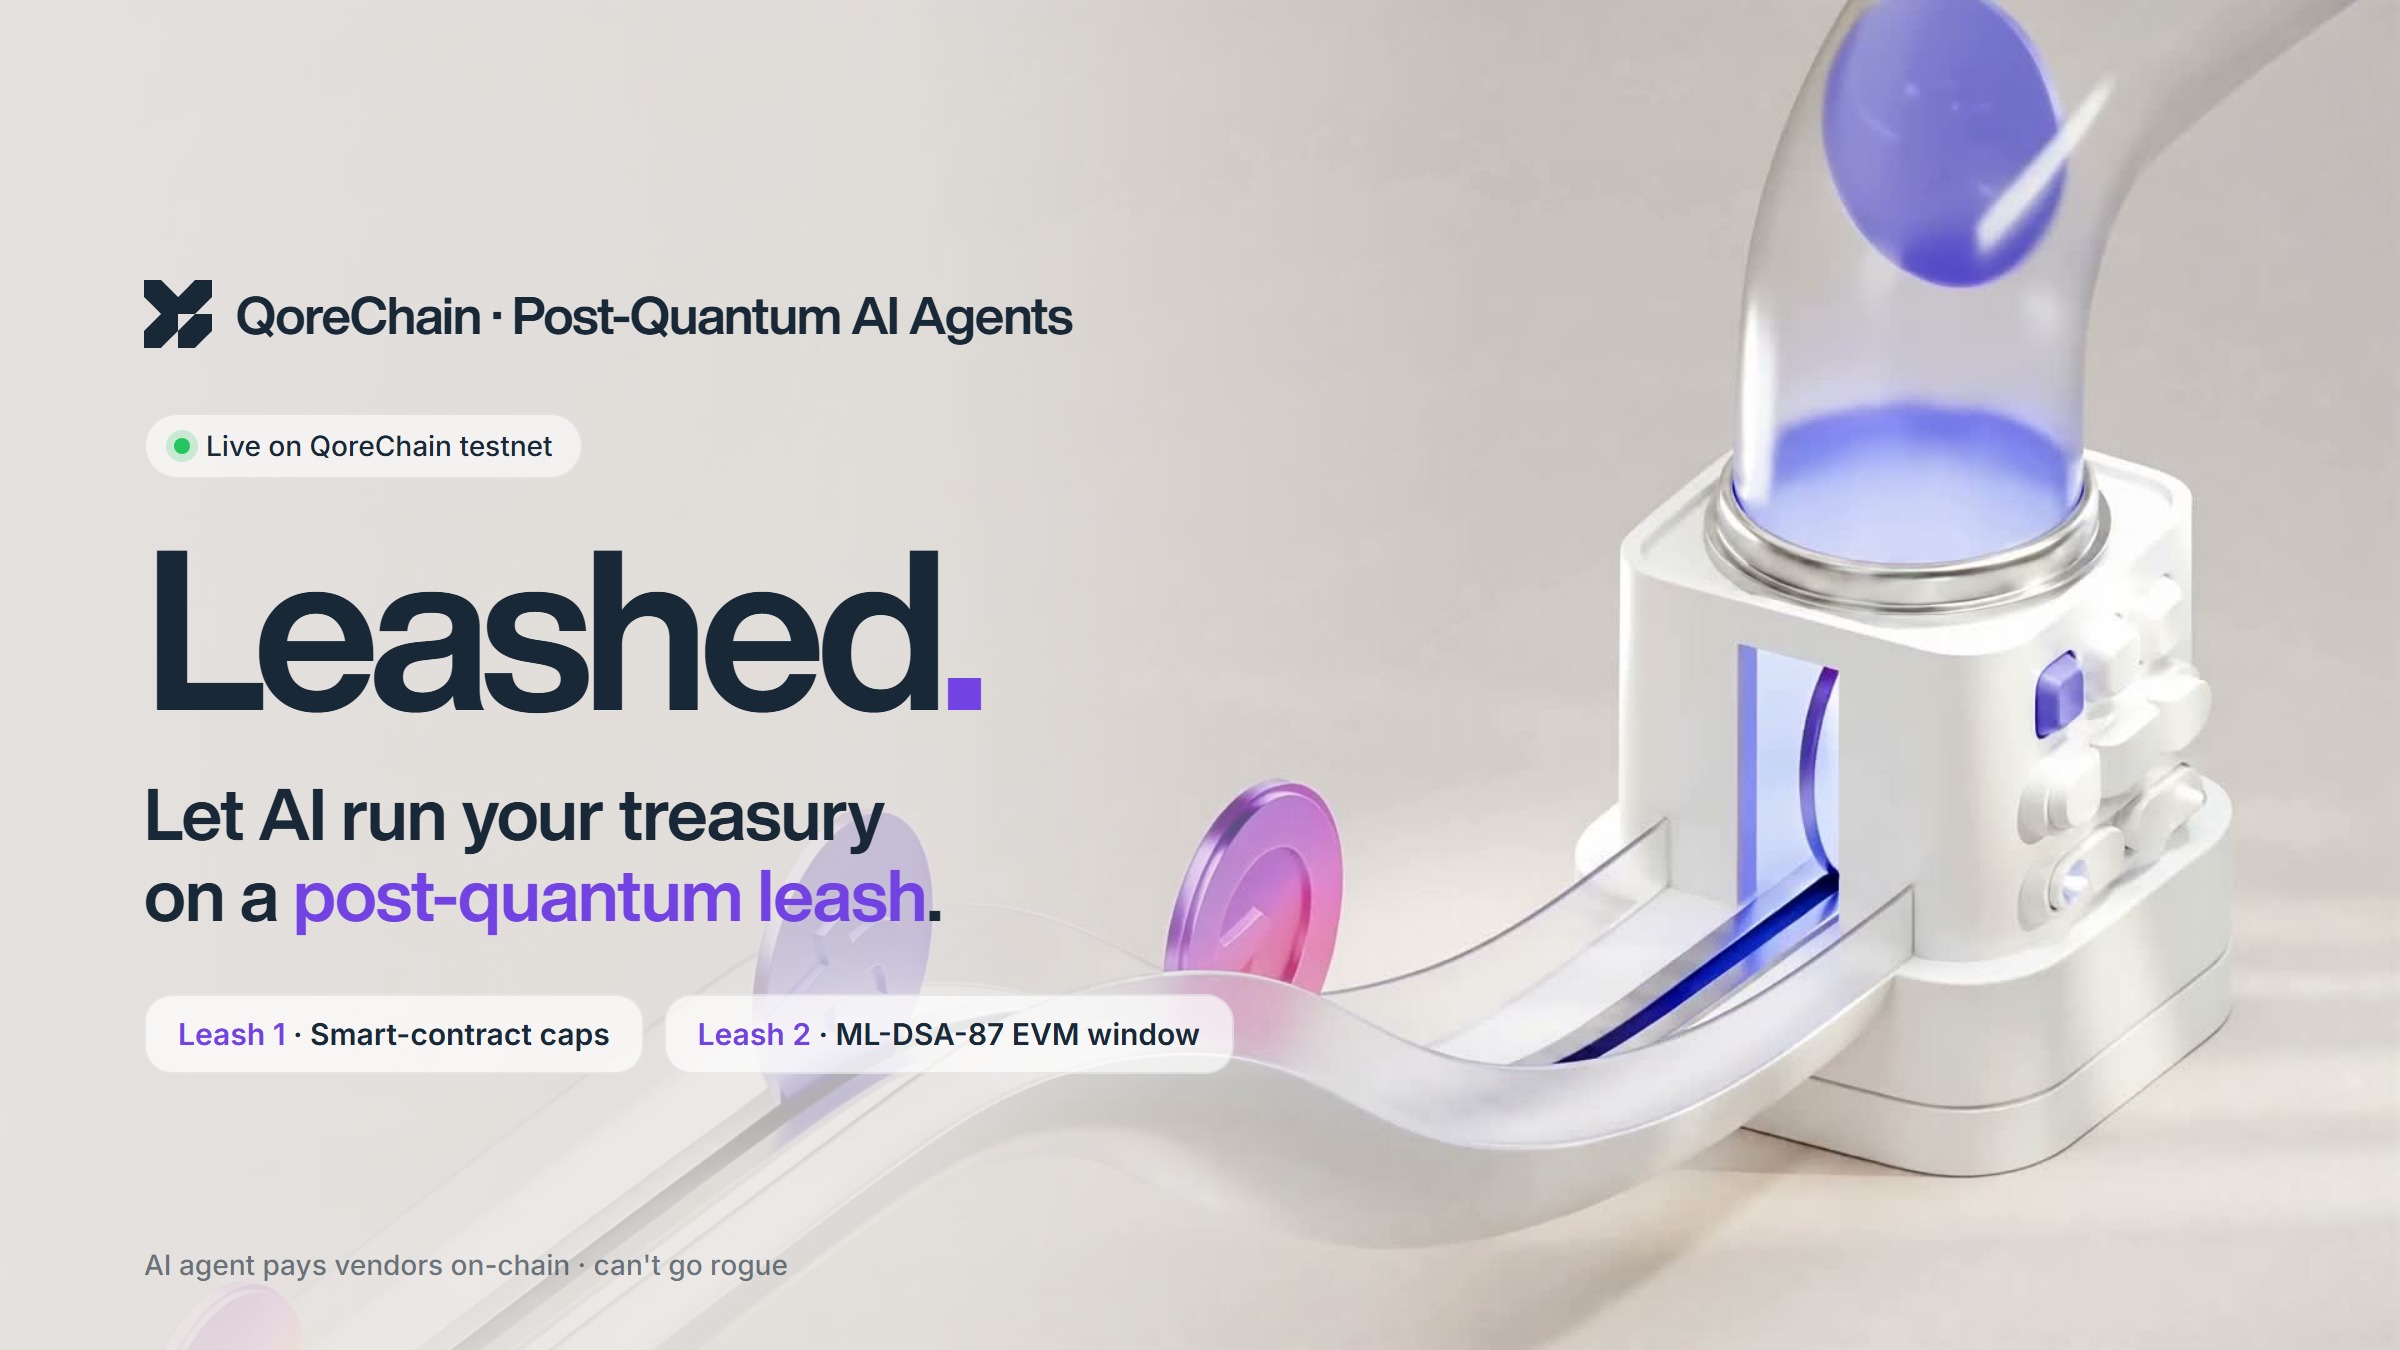 QoreChain · Post-Quantum AI Agents
Live on QoreChain testnet
Leashed.
Let AI run your treasury
on a post-quantum leash.
Leash 1 · Smart-contract caps
Leash 2 · ML-DSA-87 EVM window
AI agent pays vendors on-chain · can't go rogue